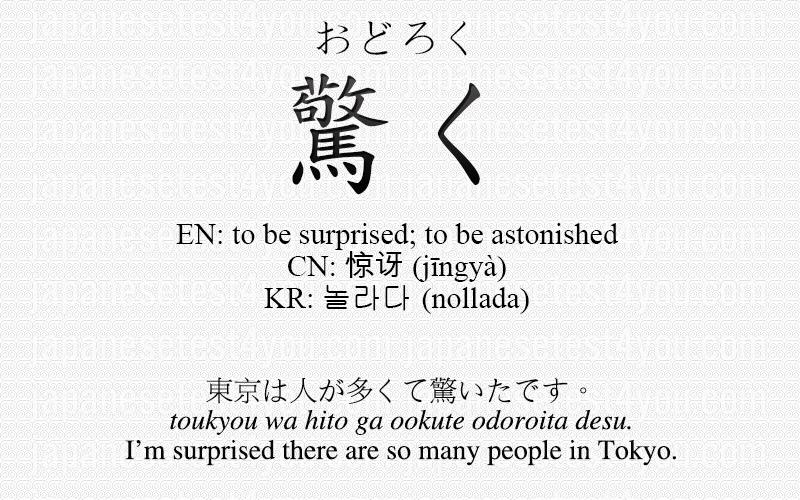 おどろく
驚く
EN: to be surprised; to be astonished
CN: 惊讶 (jīngyà)
KR: 놀라다 (nollada)
東京は人が多くて驚いたです。
toukyou wa hito ga ookute odoroita desu.
I’m surprised there are so many people in Tokyo.